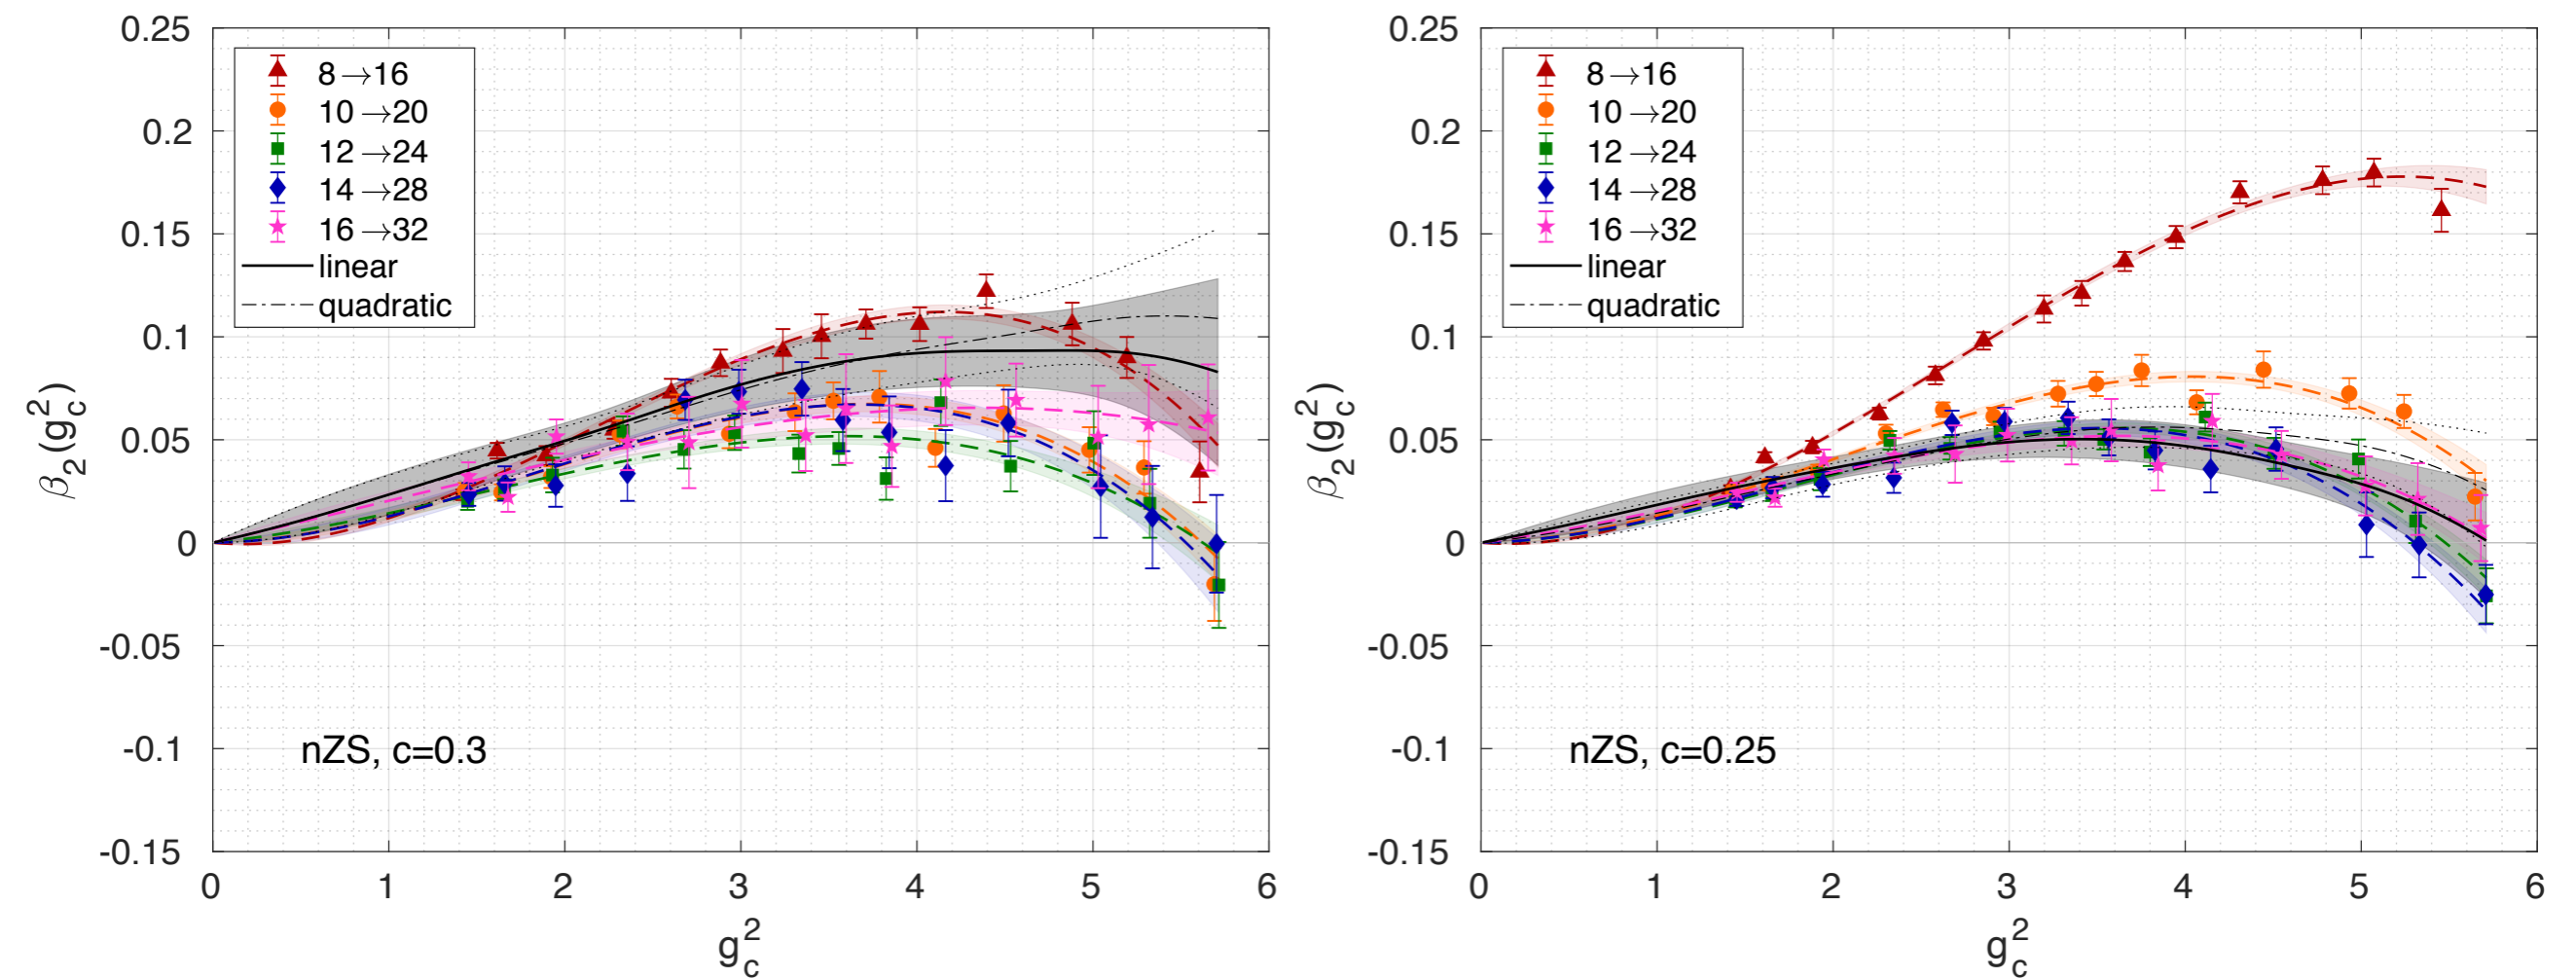 0.25
0.2
0.15
0.1
0.05
0
-0.05
-0.1
-0.15
β₂(g_c²)
8→16
10→20
12→24
14→28
16→32
linear
quadratic
nZS, c=0.3
0 1 2 3 4 5 6
g_c²
0.25
0.2
0.15
0.1
0.05
0
-0.05
-0.1
-0.15
β₂(g_c²)
8→16
10→20
12→24
14→28
16→32
linear
quadratic
nZS, c=0.25
0 1 2 3 4 5 6
g_c²